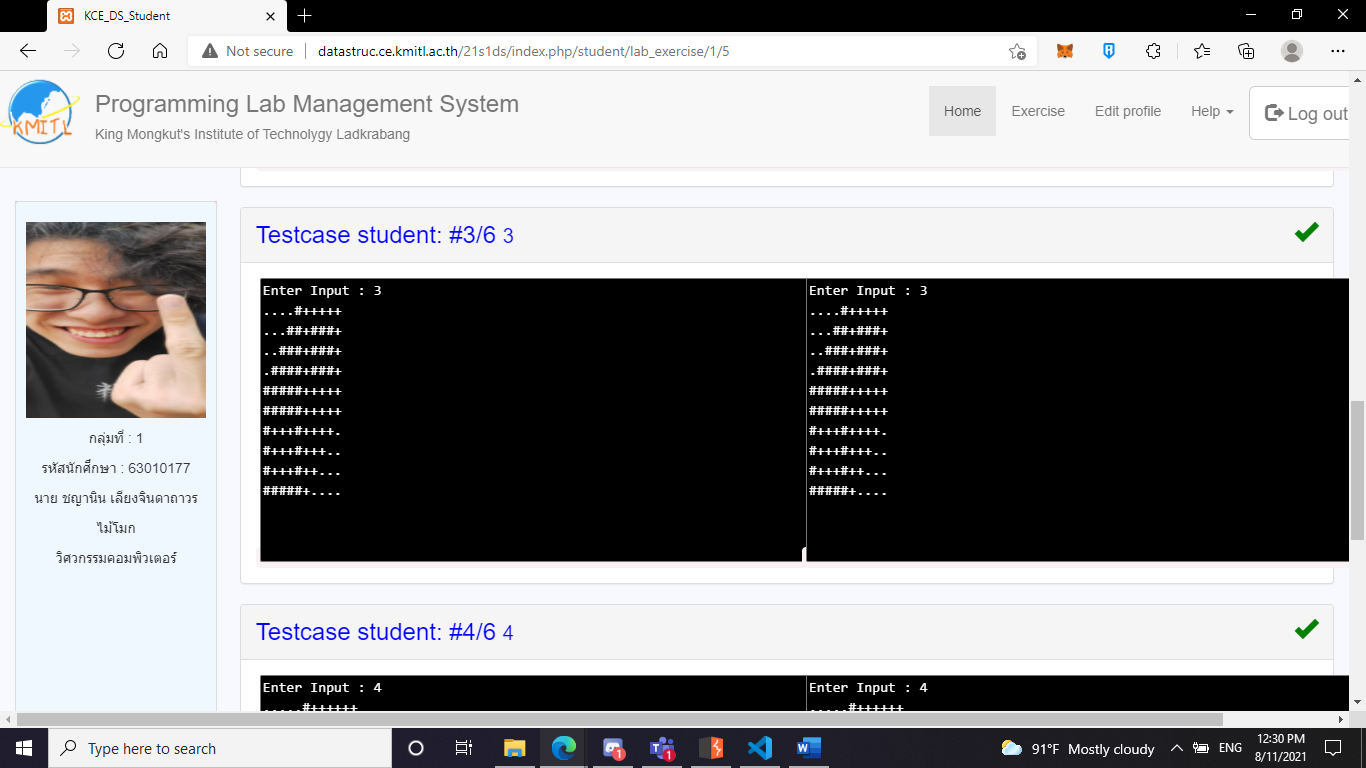 KCE_DS_Student
Not secure
datastruc.ce.kmitl.ac.th/21s1ds/index.php/student/lab_exercise/1/5
KMITL
Programming Lab Management System
King Mongkut's Institute of Technolygy Ladkrabang
Home
Exercise
Edit profile
Help
Log out
กลุ่มที่ : 1
รหัสนักศึกษา : 63010177
นาย ชญานิน เลียงจินดาถาวร
ไม้โมก
วิศวกรรมคอมพิวเตอร์
Testcase student: #3/6 3
Enter Input : 3
....#+++++
...##+###+
..###+###+
.####+###+
#####+++++
#####+++++
#+++#++++.
#+++#+++..
#+++#++...
#####+....
Enter Input : 3
....#+++++
...##+###+
..###+###+
.####+###+
#####+++++
#####+++++
#+++#++++.
#+++#+++..
#+++#++...
#####+....
Testcase student: #4/6 4
Enter Input : 4
.....#++++++
Enter Input : 4
.....#++++++
Type here to search
1
1
W
91°F Mostly cloudy
ENG
12:30 PM
8/11/2021